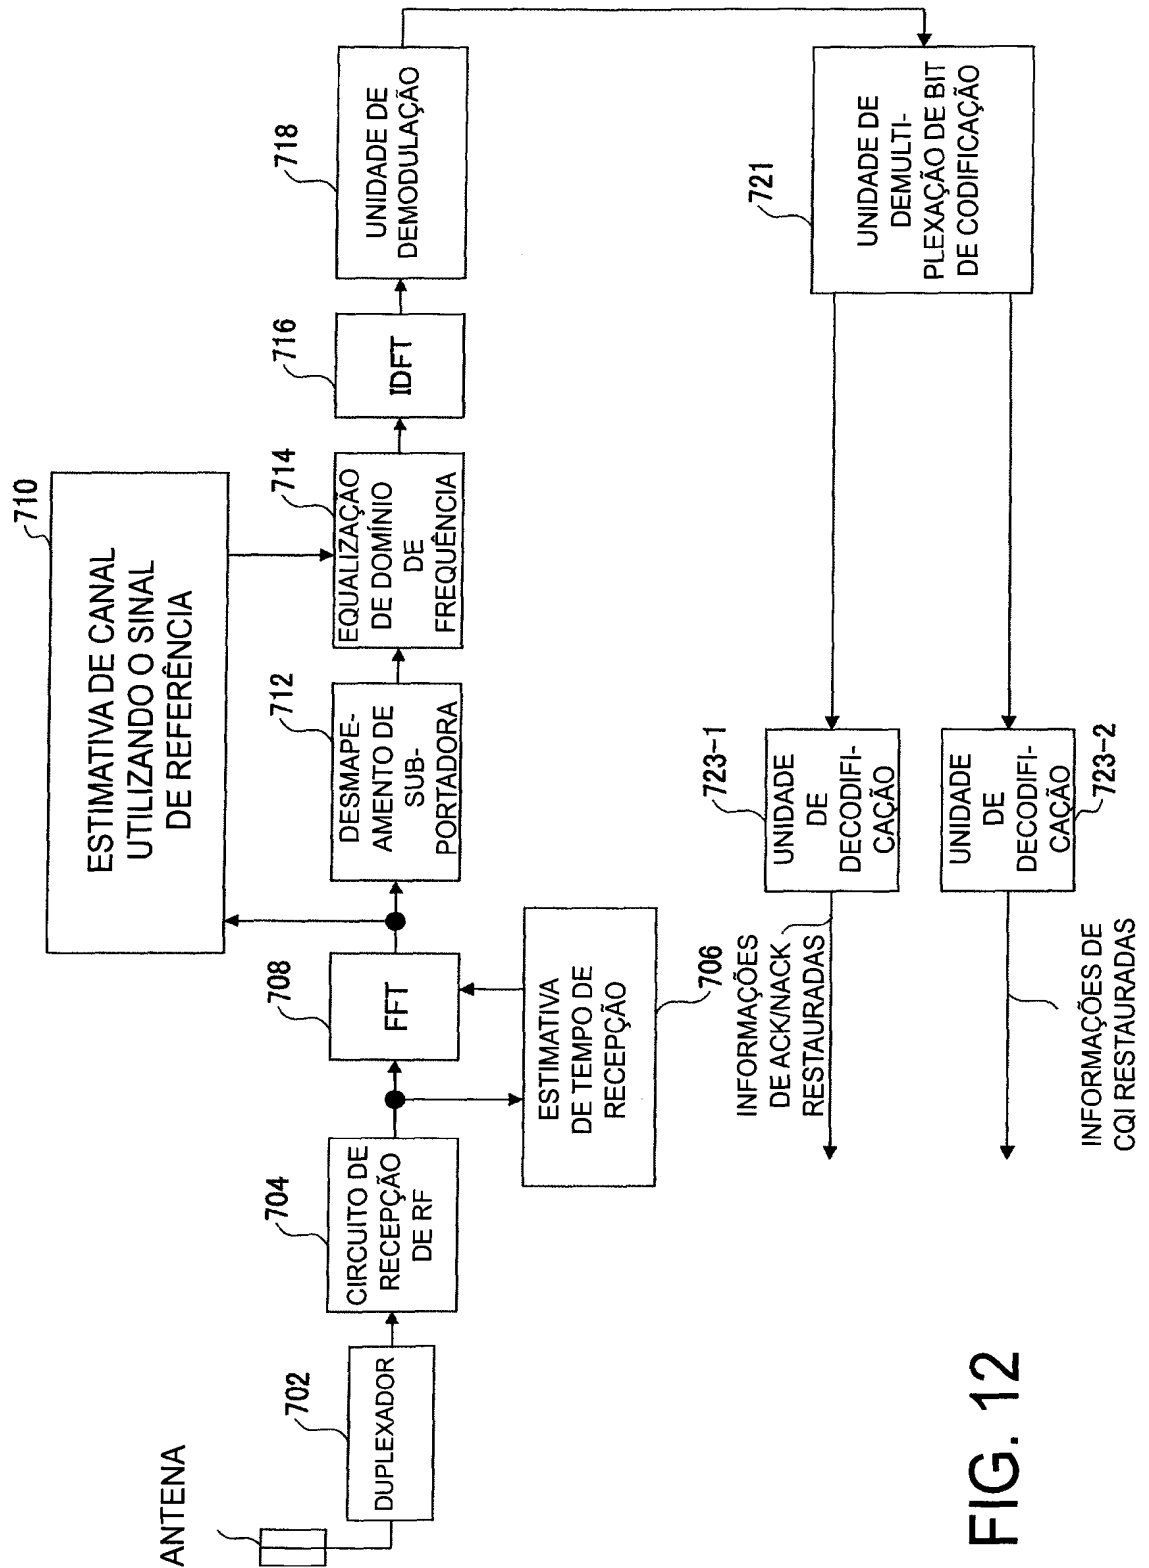 ANTENA
702
DUPLEXADOR
704
CIRCUITO DE
RECEPÇÃO
DE RF
708
FFT
706
ESTIMATIVA
DE TEMPO DE
RECEPÇÃO
710
ESTIMATIVA DE CANAL
UTILIZANDO O SINAL
DE REFERÊNCIA
712
DESMAPE-
AMENTO DE
SUB-
PORTADORA
714
EQUALIZAÇÃO
DE DOMÍNIO
DE
FREQUÊNCIA
716
IDFT
718
UNIDADE DE
DEMODULAÇÃO
721
UNIDADE DE
DEMULTI-
PLEXAÇÃO DE BIT
DE CODIFICAÇÃO
723-1
UNIDADE
DE
DECODIFI-
CAÇÃO
723-2
UNIDADE
DE
DECODIFI-
CAÇÃO
INFORMAÇÕES
DE ACK/NACK
RESTAURADAS
INFORMAÇÕES DE
CQI RESTAURADAS
FIG. 12